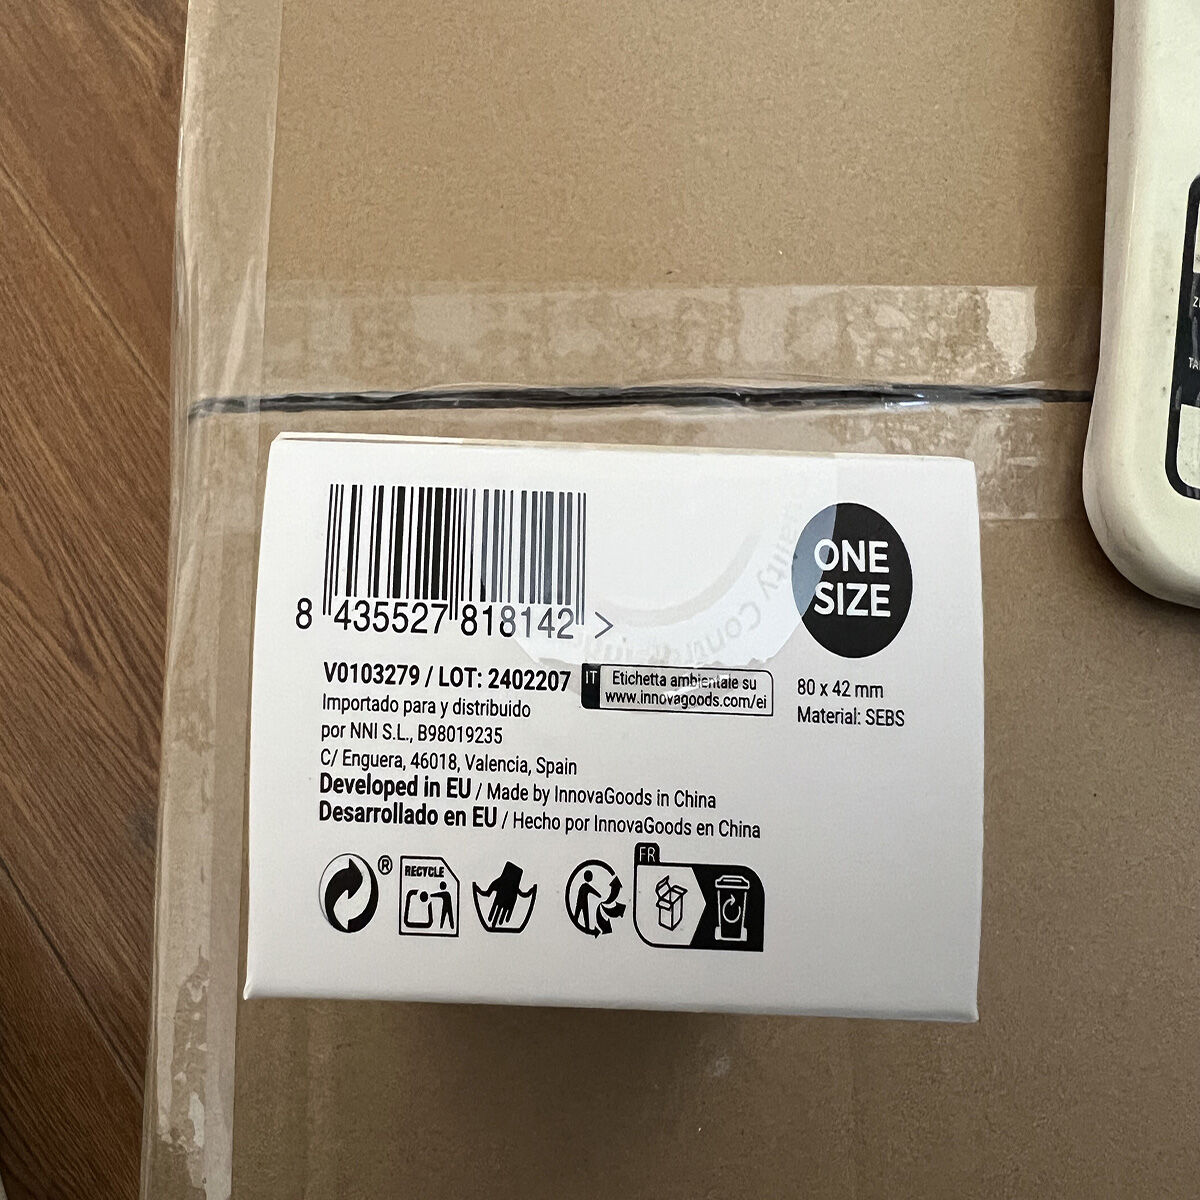 8 435527 818142 >
ONE
SIZE
V0103279 / LOT: 2402207
IT
Etichetta ambientale su
www.innovagoods.com/ei
80 x 42 mm
Material: SEBS
Importado para y distribuido
por NNI S.L., B98019235
C/ Enguera, 46018, Valencia, Spain
Developed in EU / Made by InnovaGoods in China
Desarrollado en EU / Hecho por InnovaGoods en China
®
RECYCLE
FR
Quality